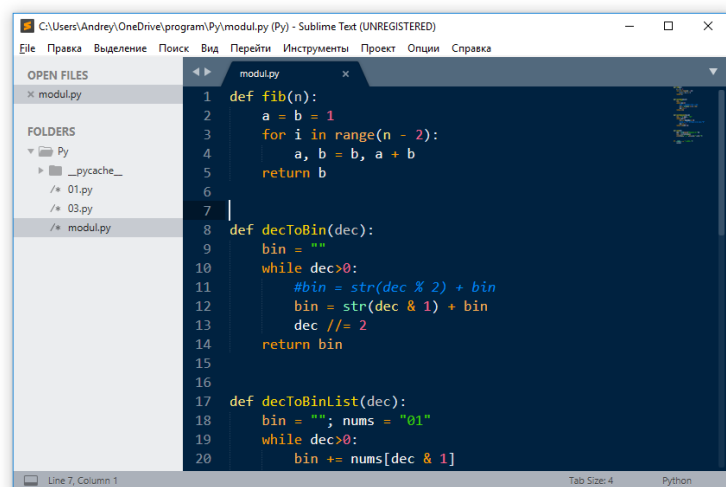 C:\Users\Andrey\OneDrive\program\Py\modul.py (Py) - Sublime Text (UNREGISTERED)
File Правка Выделение Поиск Вид Перейти Инструменты Проект Опции Справка
OPEN FILES
modul.py
FOLDERS
Py
__pycache__
/* 01.py
/* 03.py
/* modul.py
modul.py
1 def fib(n):
2     a = b = 1
3     for i in range(n - 2):
4         a, b = b, a + b
5     return b
6
7
8 def decToBin(dec):
9     bin = ""
10     while dec>0:
11         #bin = str(dec % 2) + bin
12         bin = str(dec & 1) + bin
13         dec //= 2
14     return bin
15
16
17 def decToBinList(dec):
18     bin = ""; nums = "01"
19     while dec>0:
20         bin += nums[dec & 1]
Line 7, Column 1
Tab Size: 4
Python